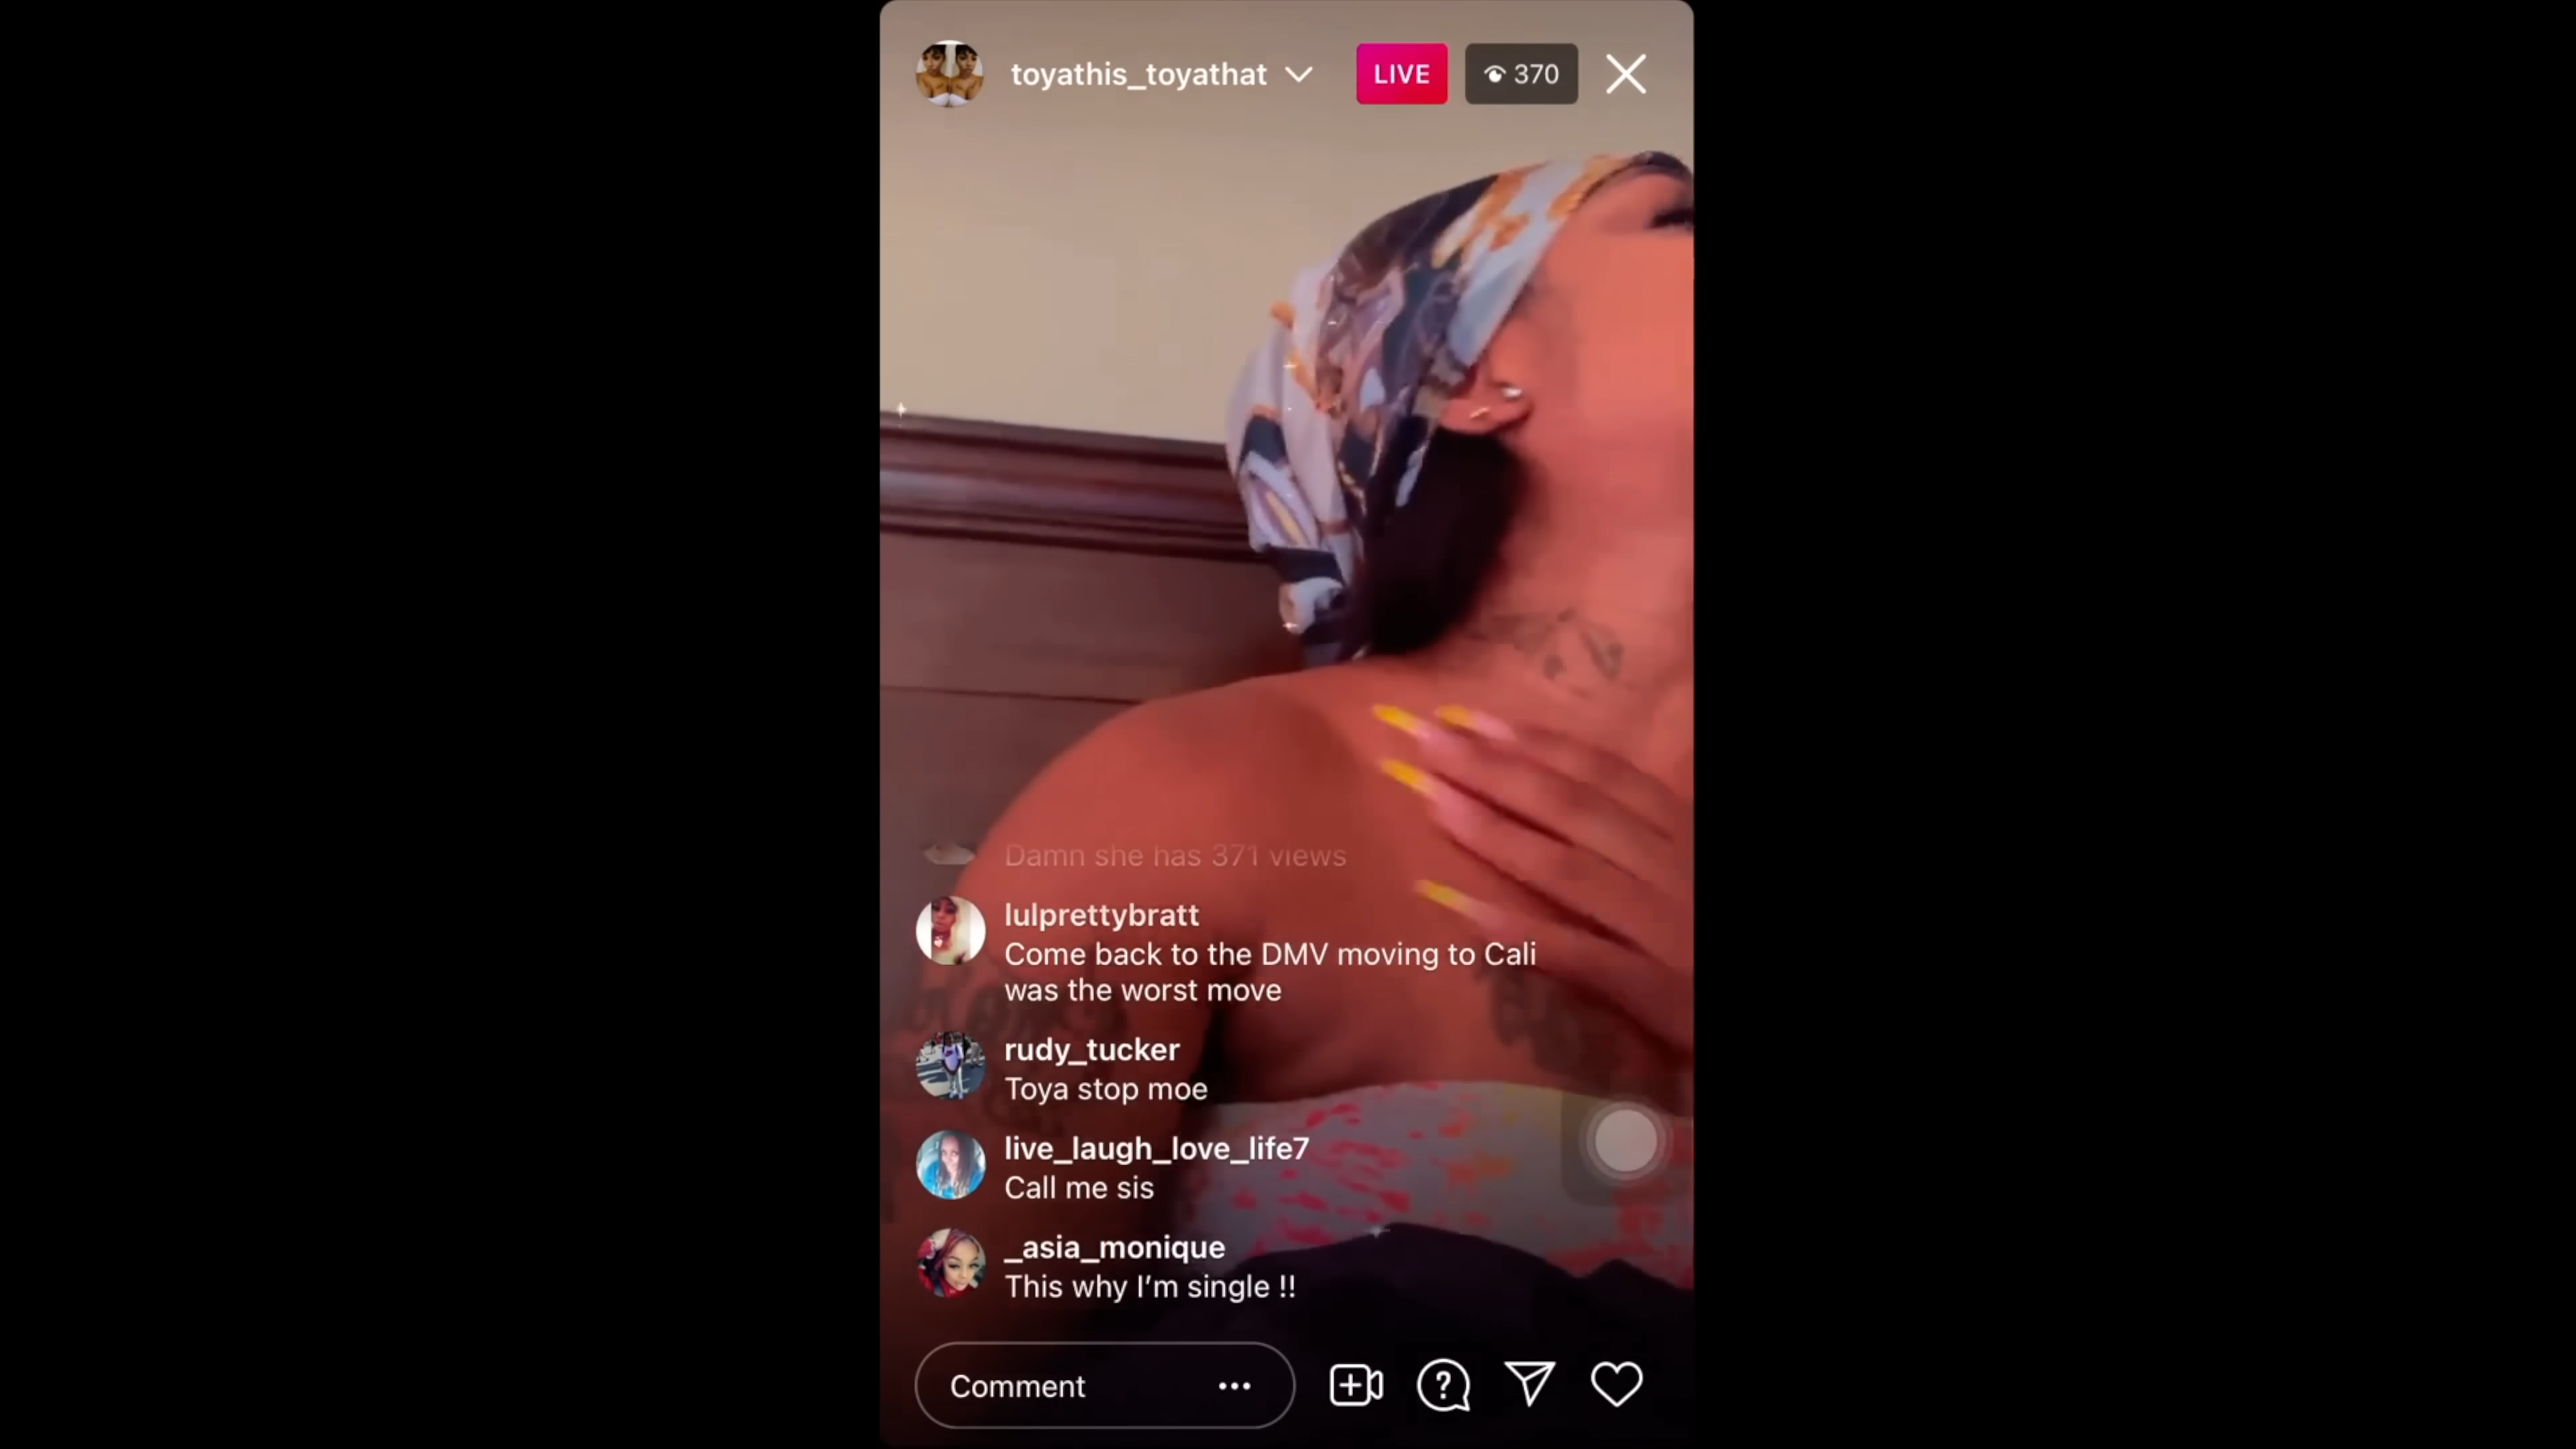 toyathis_toyathat
LIVE
370
Damn she has 371 views
lulprettybratt
Come back to the DMV moving to Cali
was the worst move
rudy_tucker
Toya stop moe
live_laugh_love_life7
Call me sis
_asia_monique
This why I’m single !!
Comment